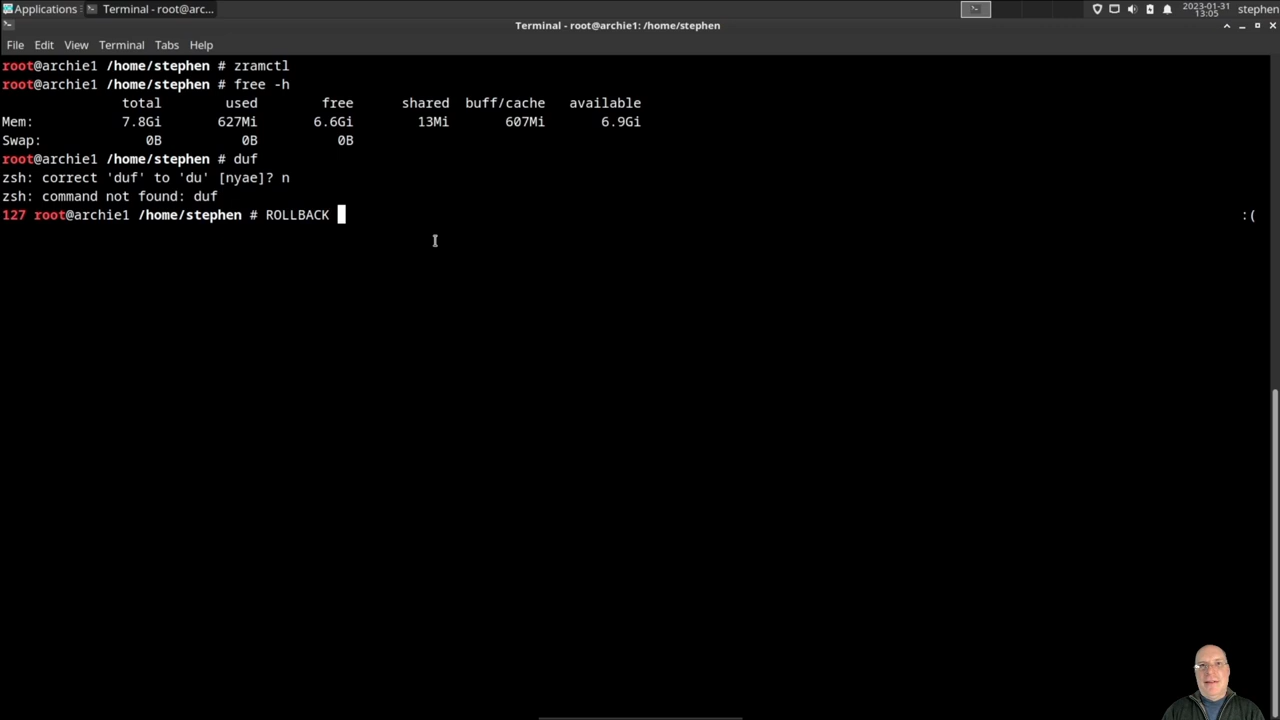 Applications
Terminal - root@arc...
2023-01-31
13:05
stephen
Terminal - root@archie1: /home/stephen
File Edit View Terminal Tabs Help
root@archie1 /home/stephen # zramctl
root@archie1 /home/stephen # free -h
total used free shared buff/cache available
Mem: 7.8Gi 627Mi 6.6Gi 13Mi 607Mi 6.9Gi
Swap: 0B 0B 0B
root@archie1 /home/stephen # duf
zsh: correct 'duf' to 'du' [nyae]? n
zsh: command not found: duf
127 root@archie1 /home/stephen # ROLLBACK :(